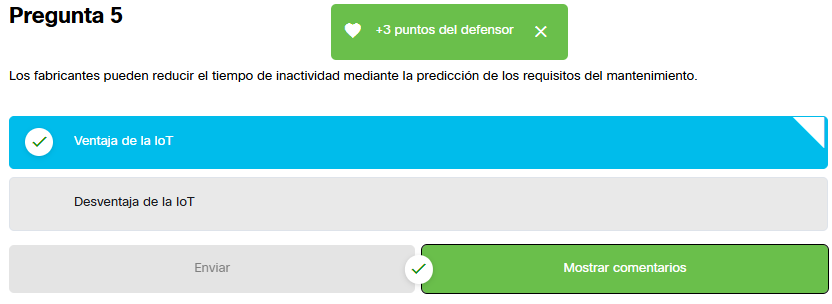 Pregunta 5
+3 puntos del defensor
Los fabricantes pueden reducir el tiempo de inactividad mediante la predicción de los requisitos del mantenimiento.
Ventaja de la IoT
Desventaja de la IoT
Enviar
Mostrar comentarios